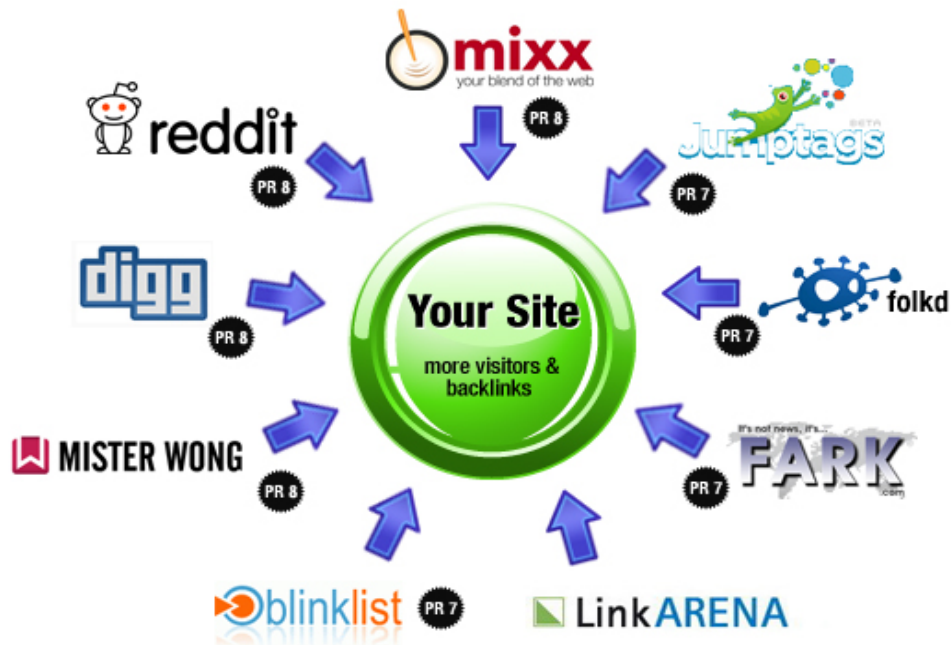 mixx
your blend of the web
PR 8
reddit
PR 8
BETA
Jumptags
PR 7
digg
PR 8
Your Site
more visitors &
backlinks
folkd
PR 7
MISTER WONG
PR 8
It's not news, it's...
FARK
.com
PR 7
blinklist
PR 7
LinkARENA